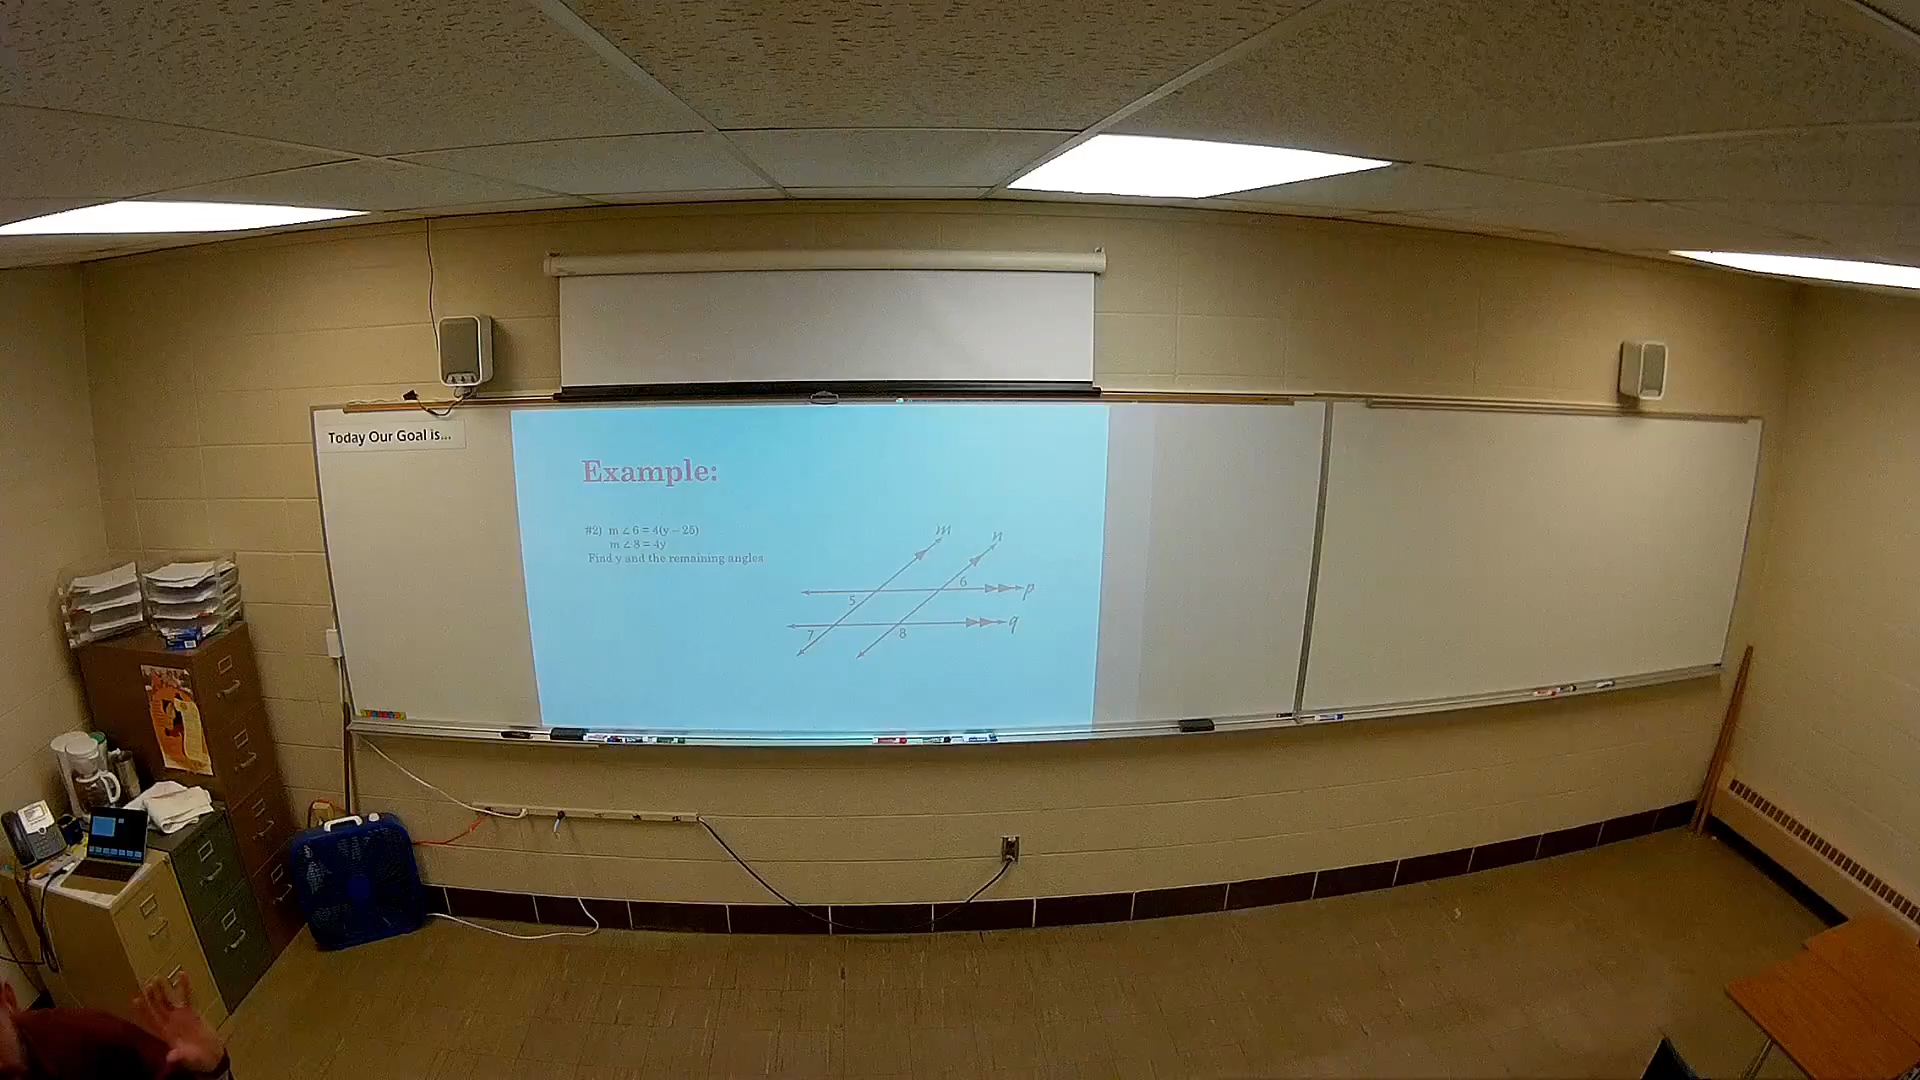 Today Our Goal is...
Example:
#2) m ∠ 6 = 4(y – 25)
m ∠ 8 = 4y
Find y and the remaining angles
m
n
6
5
p
7
8
q